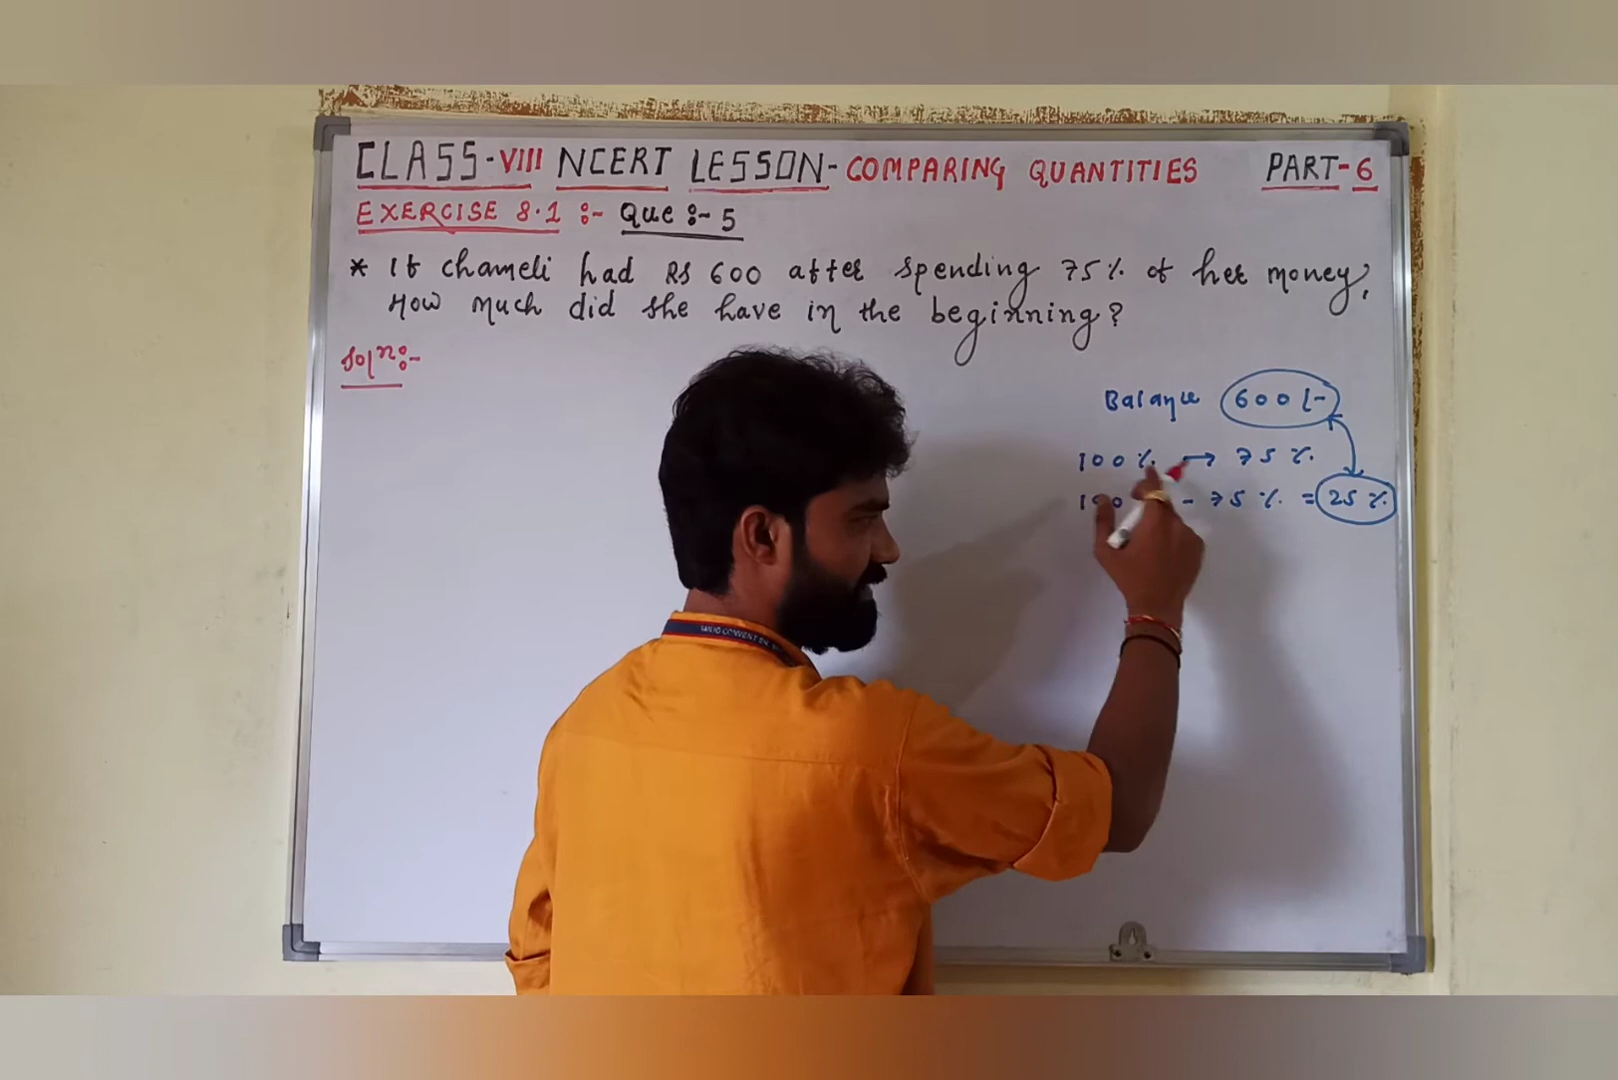 CLASS-VIII NCERT LESSON- COMPARING QUANTITIES PART-6
EXERCISE 8.1 :- Que :- 5
* If chameli had Rs 600 after spending 75% of her money,
How much did she have in the beginning?
Soln:-
Balance 600/-
100% → 75%
100 - 75% = 25%